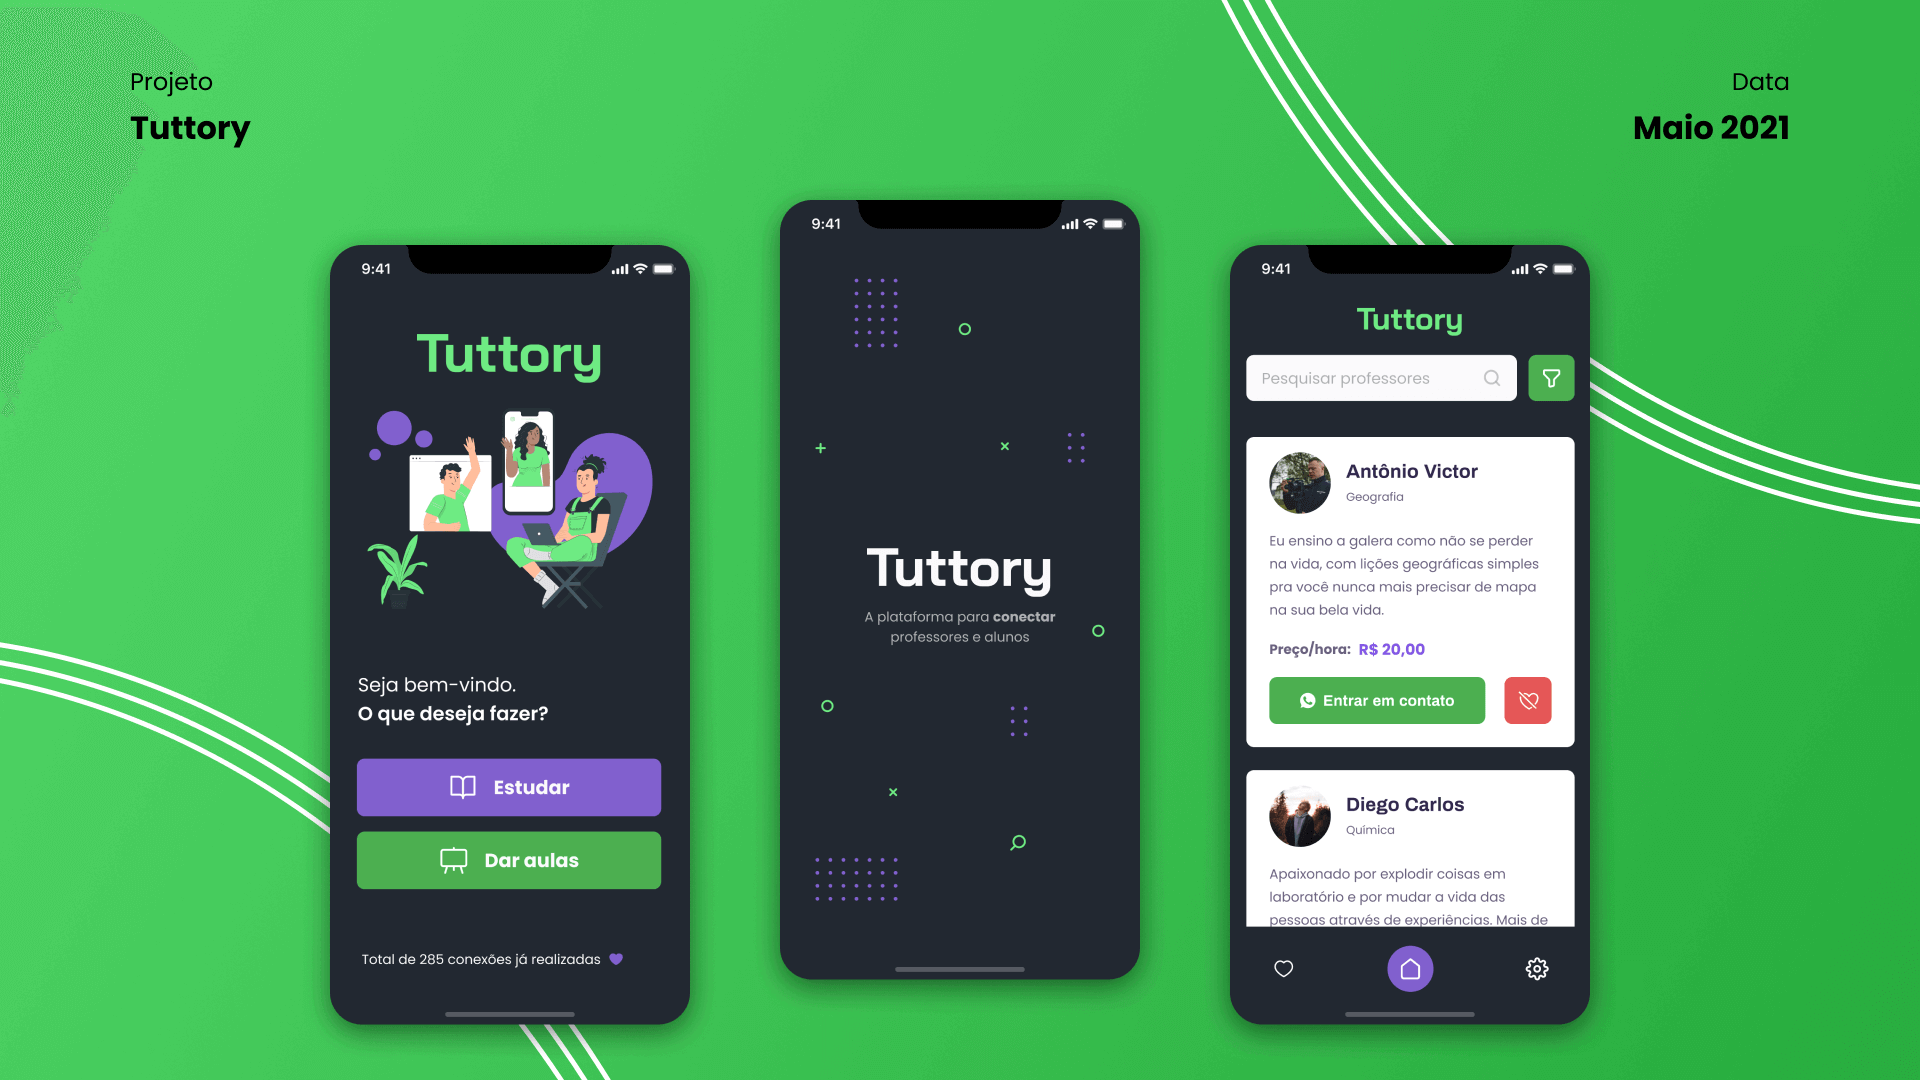 Projeto
Tuttory
Data
Maio 2021
9:41
Tuttory
Seja bem-vindo.
O que deseja fazer?
Estudar
Dar aulas
Total de 285 conexões já realizadas
9:41
Tuttory
A plataforma para conectar
professores e alunos
9:41
Tuttory
Pesquisar professores
Antônio Victor
Geografia
Eu ensino a galera como não se perder
na vida, com lições geográficas simples
pra você nunca mais precisar de mapa
na sua bela vida.
Preço/hora: R$ 20,00
Entrar em contato
Diego Carlos
Química
Apaixonado por explodir coisas em
laboratório e por mudar a vida das
pessoas através de experiências. Mais de